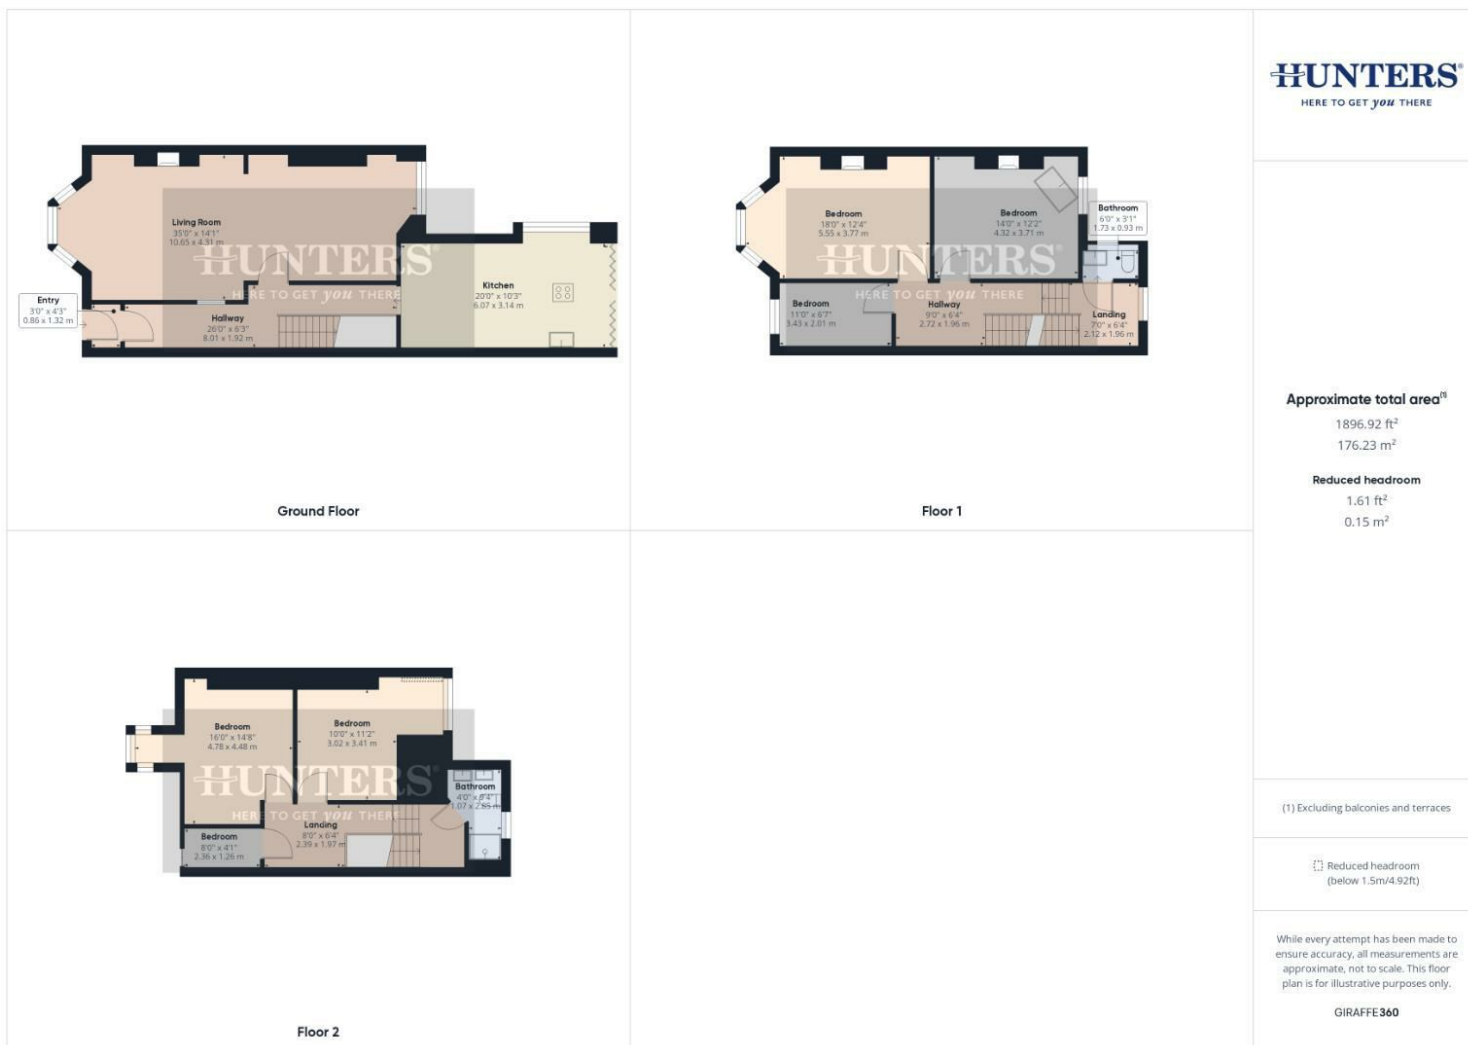 Living Room
35'0" x 14'1"
10.65 x 4.31 m
HUNTERS
HERE TO GET you THERE
Entry
3'0" x 4'3"
0.86 x 1.32 m
Hallway
26'0" x 6'3"
8.01 x 1.92 m
Kitchen
20'0" x 10'3"
6.07 x 3.14 m
Ground Floor
Bedroom
18'0" x 12'4"
5.55 x 3.77 m
Bedroom
14'0" x 12'2"
4.32 x 3.71 m
Bathroom
6'0" x 3'1"
1.73 x 0.93 m
HUNTERS
HERE TO GET you THERE
Bedroom
11'0" x 6'7"
3.43 x 2.01 m
Hallway
9'0" x 6'4"
2.72 x 1.96 m
Landing
7'0" x 6'4"
2.12 x 1.96 m
Floor 1
Bedroom
16'0" x 14'8"
4.78 x 4.48 m
Bedroom
10'0" x 11'2"
3.02 x 3.41 m
HUNTERS
HERE TO GET you THERE
Bathroom
4'0" x 9'4"
1.07 x 2.85 m
Landing
8'0" x 6'4"
2.39 x 1.97 m
Bedroom
8'0" x 4'1"
2.36 x 1.26 m
Floor 2
HUNTERS®
HERE TO GET you THERE
Approximate total area(1)
1896.92 ft²
176.23 m²
Reduced headroom
1.61 ft²
0.15 m²
(1) Excluding balconies and terraces
Reduced headroom
(below 1.5m/4.92ft)
While every attempt has been made to
ensure accuracy, all measurements are
approximate, not to scale. This floor
plan is for illustrative purposes only.
GIRAFFE360